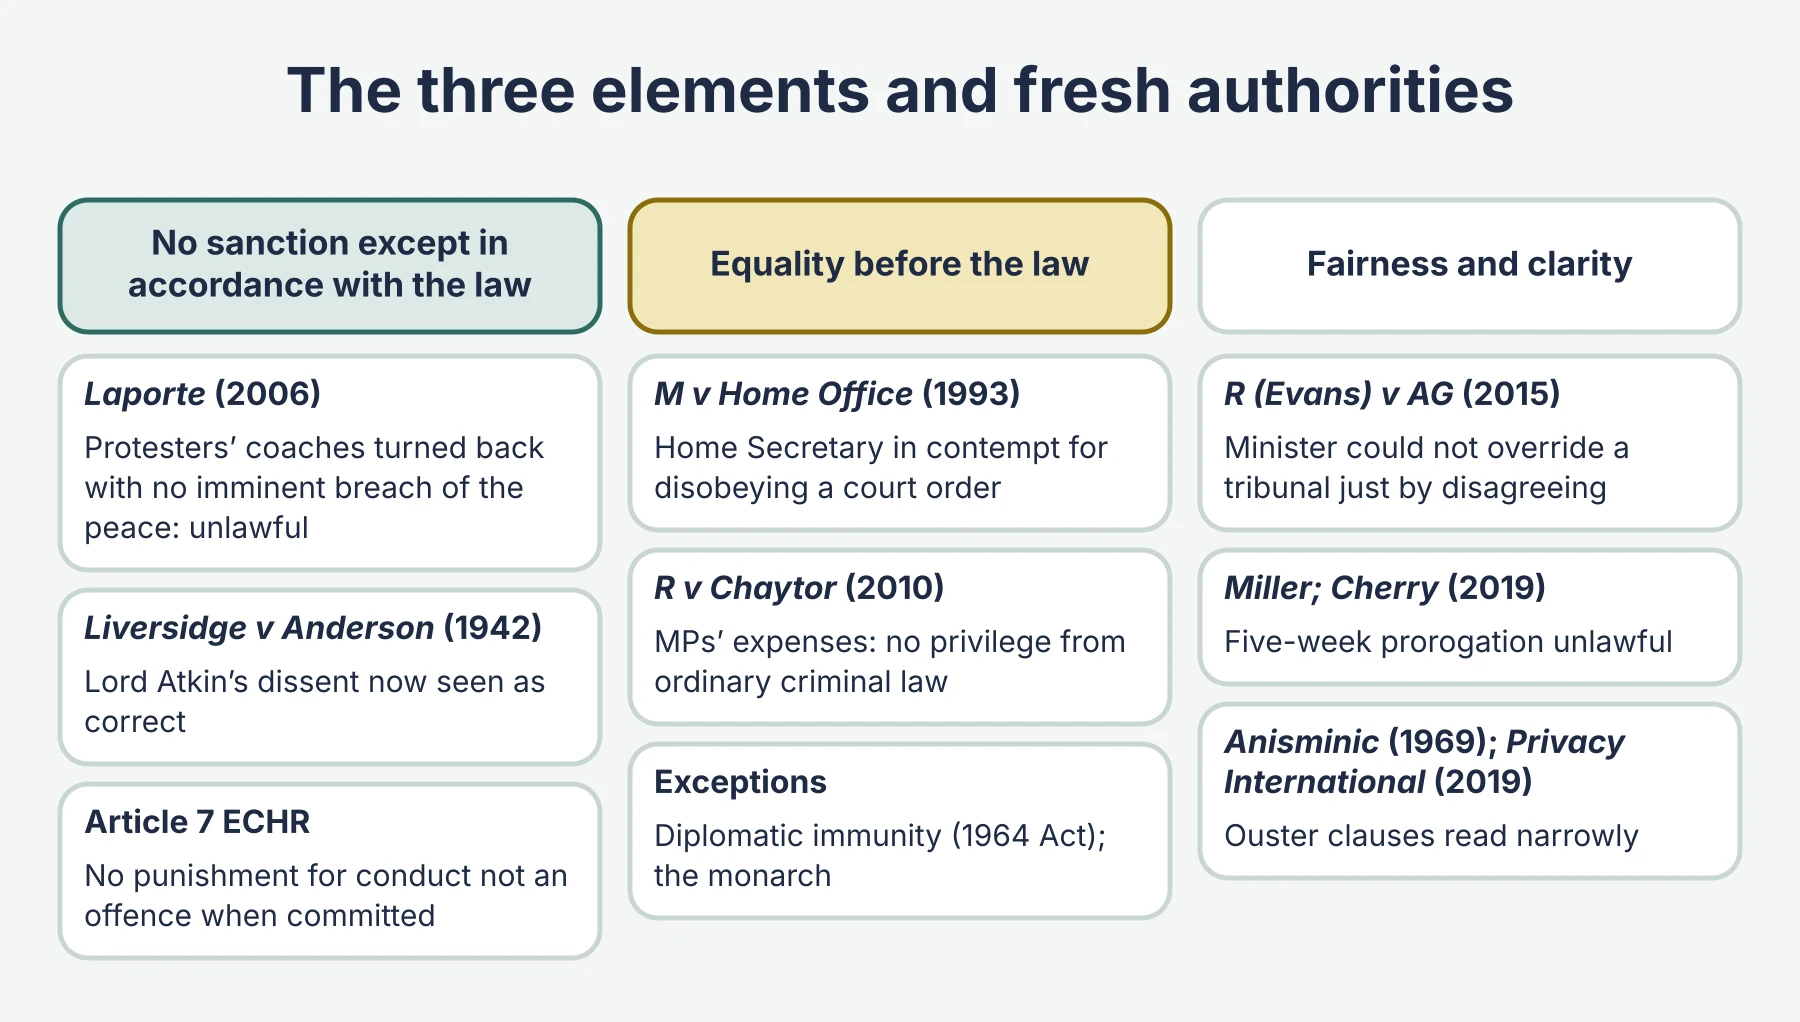 The three elements and fresh authorities
No sanction except in
accordance with the law
Laporte (2006)
Protesters’ coaches turned back
with no imminent breach of the
peace: unlawful
Liversidge v Anderson (1942)
Lord Atkin’s dissent now seen as
correct
Article 7 ECHR
No punishment for conduct not an
offence when committed
Equality before the law
M v Home Office (1993)
Home Secretary in contempt for
disobeying a court order
R v Chaytor (2010)
MPs’ expenses: no privilege from
ordinary criminal law
Exceptions
Diplomatic immunity (1964 Act);
the monarch
Fairness and clarity
R (Evans) v AG (2015)
Minister could not override a
tribunal just by disagreeing
Miller; Cherry (2019)
Five-week prorogation unlawful
Anisminic (1969); Privacy
International (2019)
Ouster clauses read narrowly